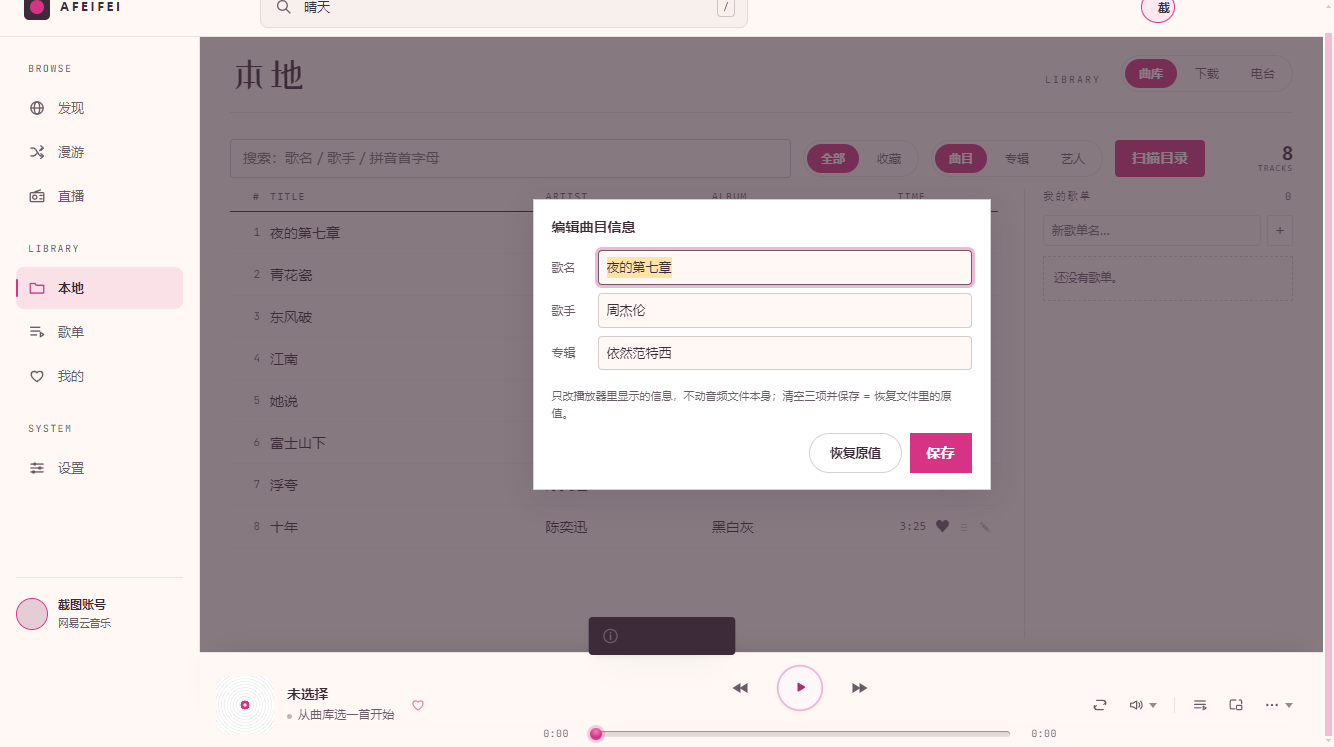 AFEIFEI
晴天
/
截
BROWSE
发现
漫游
直播
LIBRARY
本地
歌单
我的
SYSTEM
设置
截图账号
网易云音乐
本地
LIBRARY
曲库
下载
电台
搜索：歌名 / 歌手 / 拼音首字母
全部
收藏
曲目
专辑
艺人
扫描目录
8
TRACKS
# TITLE
ARTIST
ALBUM
TIME
1 夜的第七章
2 青花瓷
3 东风破
4 江南
5 她说
6 富士山下
7 浮夸
8 十年
陈奕迅
黑白灰
3:25
我的歌单
0
新歌单名...
+
还没有歌单。
编辑曲目信息
歌名
夜的第七章
歌手
周杰伦
专辑
依然范特西
只改播放器里显示的信息，不动音频文件本身；清空三项并保存 = 恢复文件里的原
值。
恢复原值
保存
未选择
从曲库选一首开始
0:00
0:00